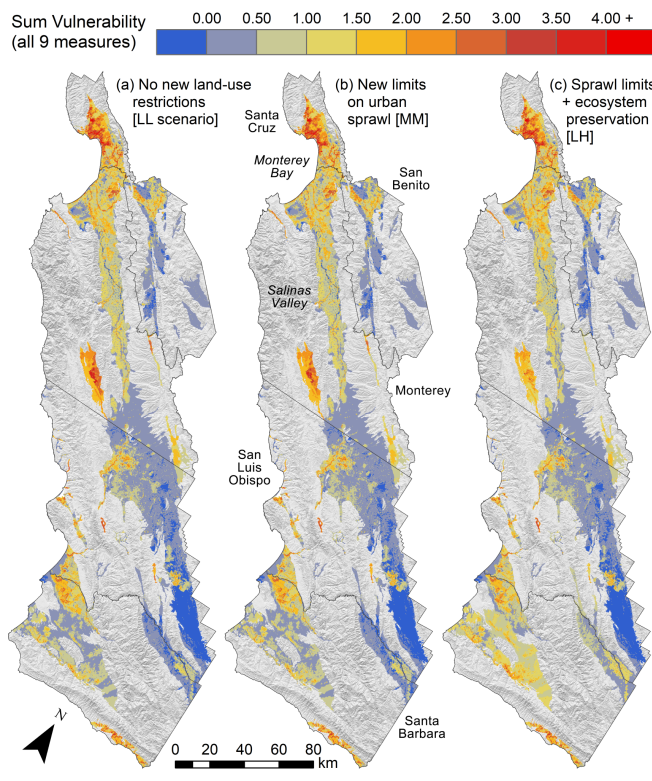 Sum Vulnerability
(all 9 measures)
0.00 0.50 1.00 1.50 2.00 2.50 3.00 3.50 4.00 +
(a) No new land-use
restrictions
[LL scenario]
(b) New limits
on urban
sprawl [MM]
(c) Sprawl limits
+ ecosystem
preservation
[LH]
Santa
Cruz
Monterey
Bay
San
Benito
Salinas
Valley
Monterey
San
Luis
Obispo
Santa
Barbara
N
0 20 40 60 80
km